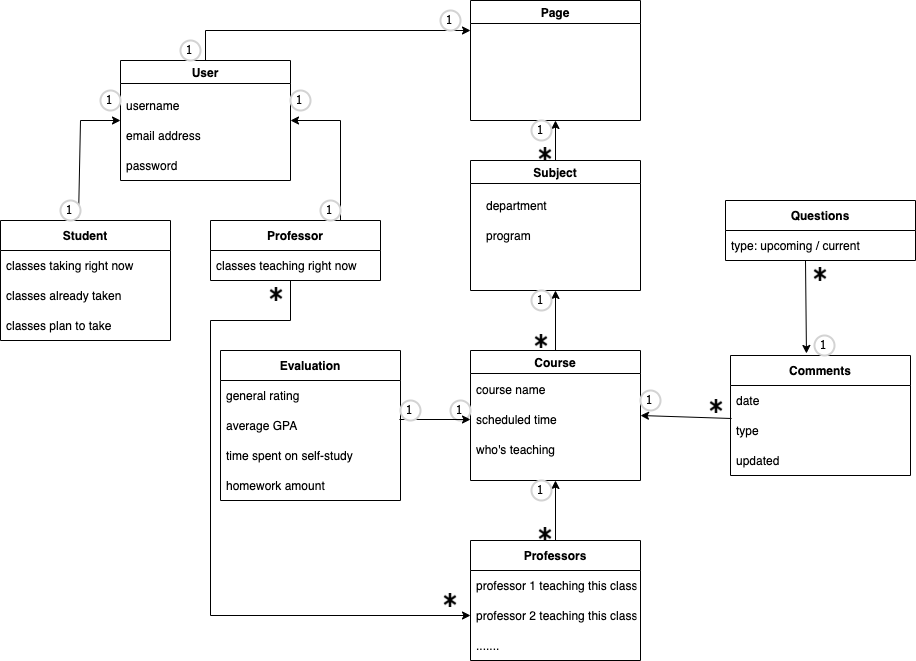 Page
1
1
User
username
email address
password
1
1
1
*
Subject
department
program
Questions
type: upcoming / current
1
1
Student
classes taking right now
classes already taken
classes plan to take
Professor
classes teaching right now
*
*
1
1
*
Evaluation
general rating
average GPA
time spent on self-study
homework amount
1
1
Course
course name
scheduled time
who's teaching
1
*
Comments
date
type
updated
1
*
*
Professors
professor 1 teaching this class
professor 2 teaching this class
.......